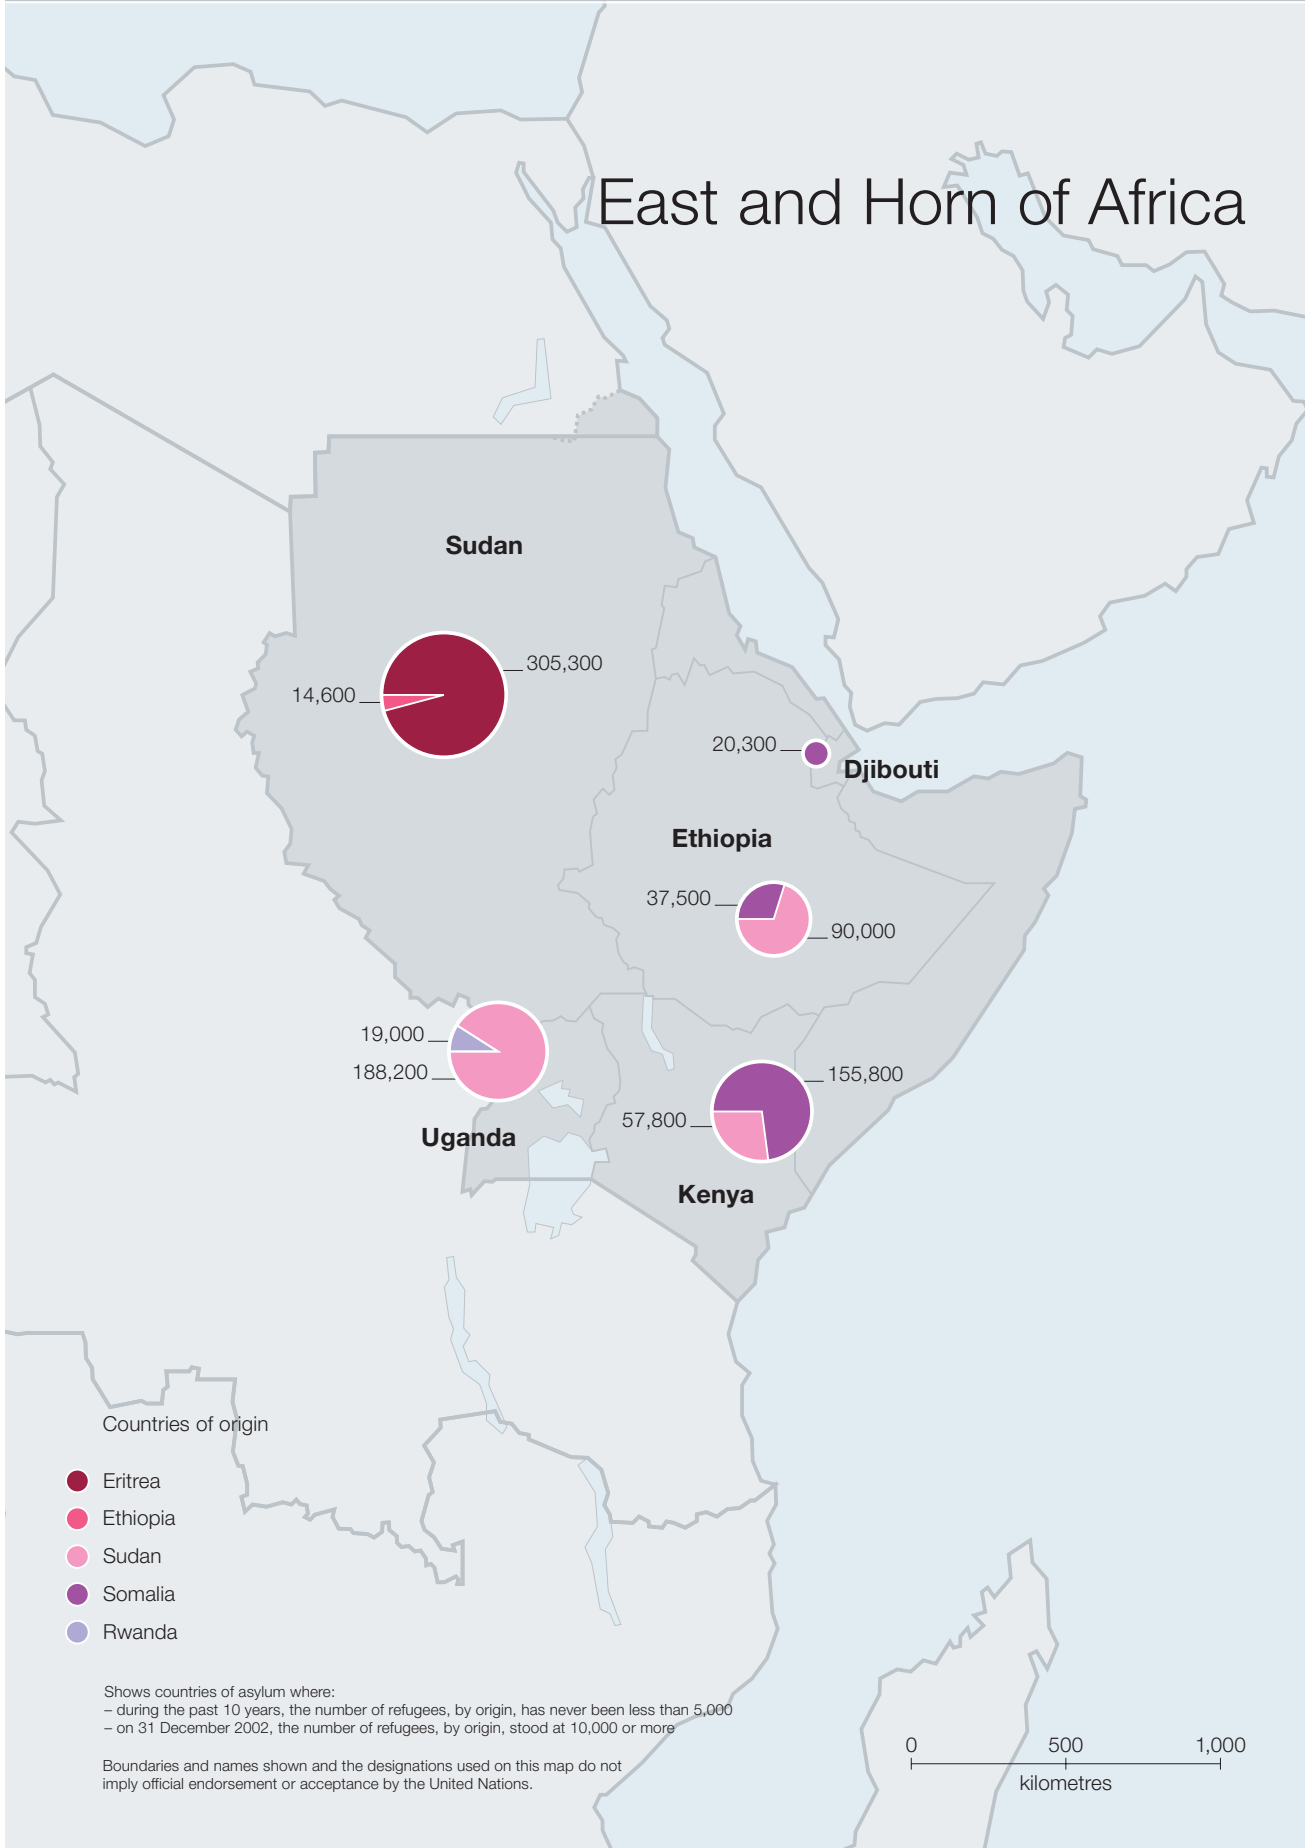 East and Horn of Africa
Sudan
305,300
14,600
20,300
Djibouti
Ethiopia
37,500
90,000
19,000
188,200
Uganda
155,800
57,800
Kenya
Countries of origin
Eritrea
Ethiopia
Sudan
Somalia
Rwanda
Shows countries of asylum where:
– during the past 10 years, the number of refugees, by origin, has never been less than 5,000
– on 31 December 2002, the number of refugees, by origin, stood at 10,000 or more
Boundaries and names shown and the designations used on this map do not
imply official endorsement or acceptance by the United Nations.
0 500 1,000
kilometres